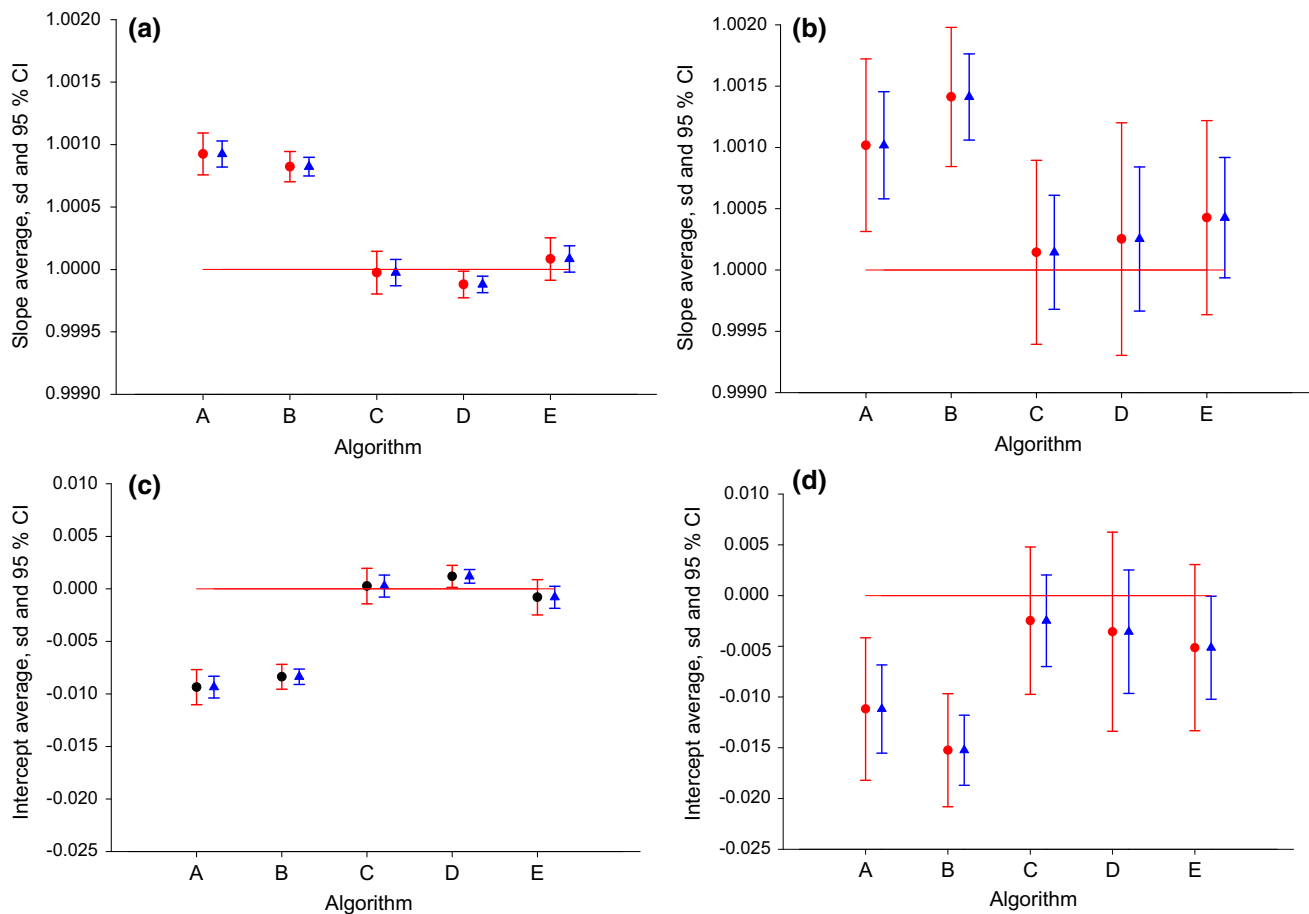 (a)
Slope average, sd and 95 % CI
1.0020
1.0015
1.0010
1.0005
1.0000
0.9995
0.9990
A B C D E
Algorithm
(b)
Slope average, sd and 95 % CI
1.0020
1.0015
1.0010
1.0005
1.0000
0.9995
0.9990
A B C D E
Algorithm
(c)
Intercept average, sd and 95 % CI
0.010
0.005
0.000
-0.005
-0.010
-0.015
-0.020
-0.025
A B C D E
Algorithm
(d)
Intercept average, sd and 95 % CI
0.010
0.005
0.000
-0.005
-0.010
-0.015
-0.020
-0.025
A B C D E
Algorithm